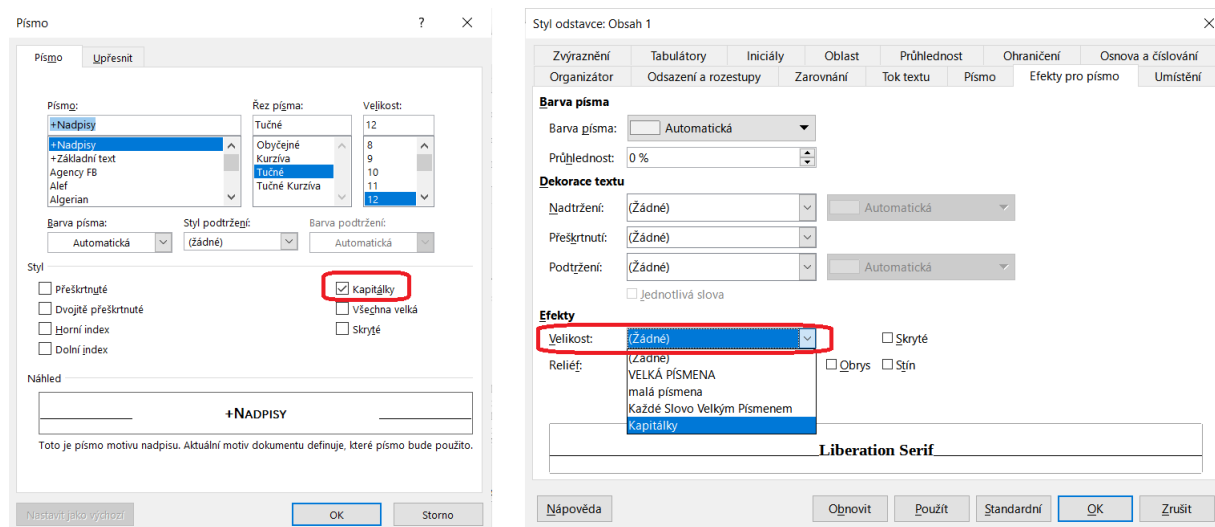 Písmo ? ×
Písmo Upřesnit
Písmo: Řez písma: Velikost:
+Nadpisy Tučné 12
+Nadpisy Obyčejné 8
+Základní text Kurzíva 9
Agency FB Tučné 10
Alef Tučné Kurzíva 11
Algerian 12
Barva písma: Styl podtržení: Barva podtržení:
Automatická (žádné) Automatická
Styl
Přeškrtnuté Kapitálky
Dvojitě přeškrtnuté Všechna velká
Horní index Skryté
Dolní index
Náhled
+NADPISY
Toto je písmo motivu nadpisu. Aktuální motiv dokumentu definuje, které písmo bude použito.
Nastavit jako výchozí OK Storno
Styl odstavce: Obsah 1 ×
Zvýraznění Tabulátory Iniciály Oblast Průhlednost Ohraničení Osnova a číslování
Organizátor Odsazení a rozestupy Zarovnání Tok textu Písmo Efekty pro písmo Umístění
Barva písma
Barva písma: Automatická
Průhlednost: 0 %
Dekorace textu
Nadtržení: (Žádné) Automatická
Přeškrtnutí: (Žádné)
Podtržení: (Žádné) Automatická
Jednotlivá slova
Efekty
Velikost: (Žádné) Skryté
Reliéf: (Žádné) Obrys Stín
VELKÁ PÍSMENA
malá písmena
Každé Slovo Velkým Písmenem
Kapitálky
Liberation Serif
Nápověda Obnovit Použít Standardní OK Zrušit